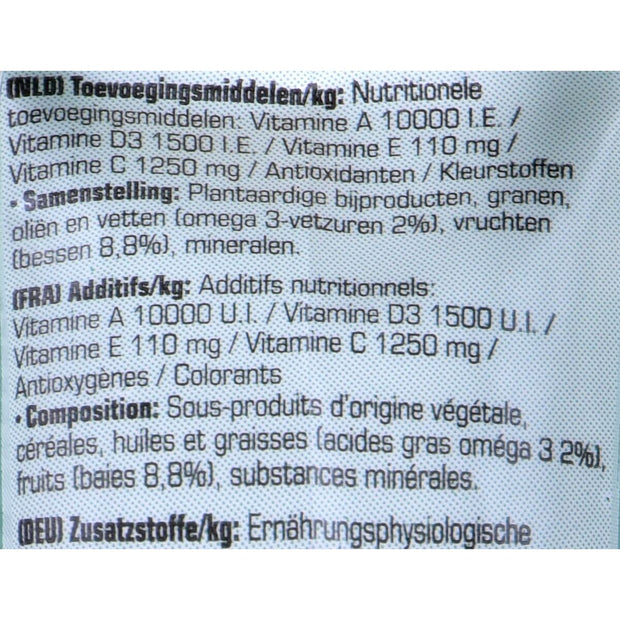 (NLD) Toevoegingsmiddelen/kg: Nutritionele
toevoegingsmiddelen: Vitamine A 10000 I.E. /
Vitamine D3 1500 I.E. / Vitamine E 110 mg /
Vitamine C 1250 mg / Antioxidanten / Kleurstoffen
• Samenstelling: Plantaardige bijproducten, granen,
oliën en vetten (omega 3-vetzuren 2%), vruchten
(bessen 8,8%), mineralen.
(FRA) Additifs/kg: Additifs nutritionnels:
Vitamine A 10000 U.I. / Vitamine D3 1500 U.I. /
Vitamine E 110 mg / Vitamine C 1250 mg /
Antioxygènes / Colorants
• Composition: Sous-produits d'origine végétale,
céréales, huiles et graisses (acides gras oméga 3 2%),
fruits (baies 8,8%), substances minérales.
(DEU) Zusatzstoffe/kg: Ernährungsphysiologische